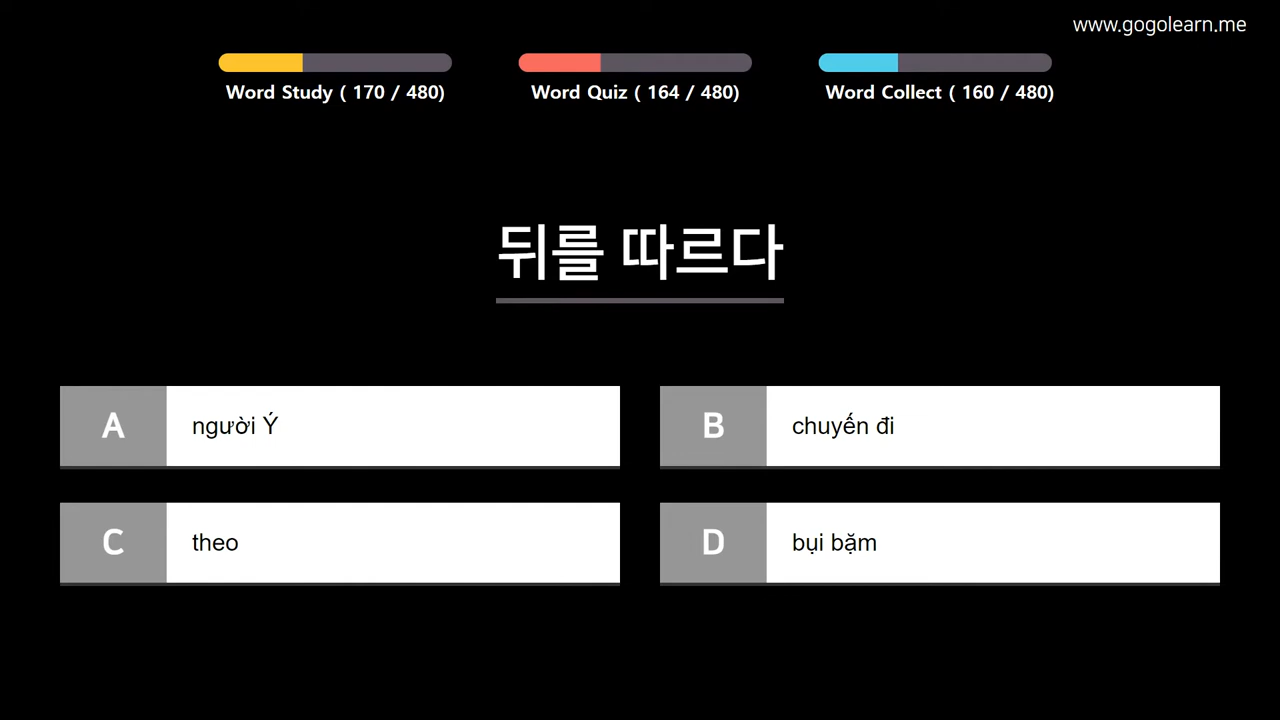 www.gogolearn.me
Word Study ( 170 / 480)
Word Quiz ( 164 / 480)
Word Collect ( 160 / 480)
뒤를 따르다
A
người Ý
B
chuyến đi
C
theo
D
bụi bặm